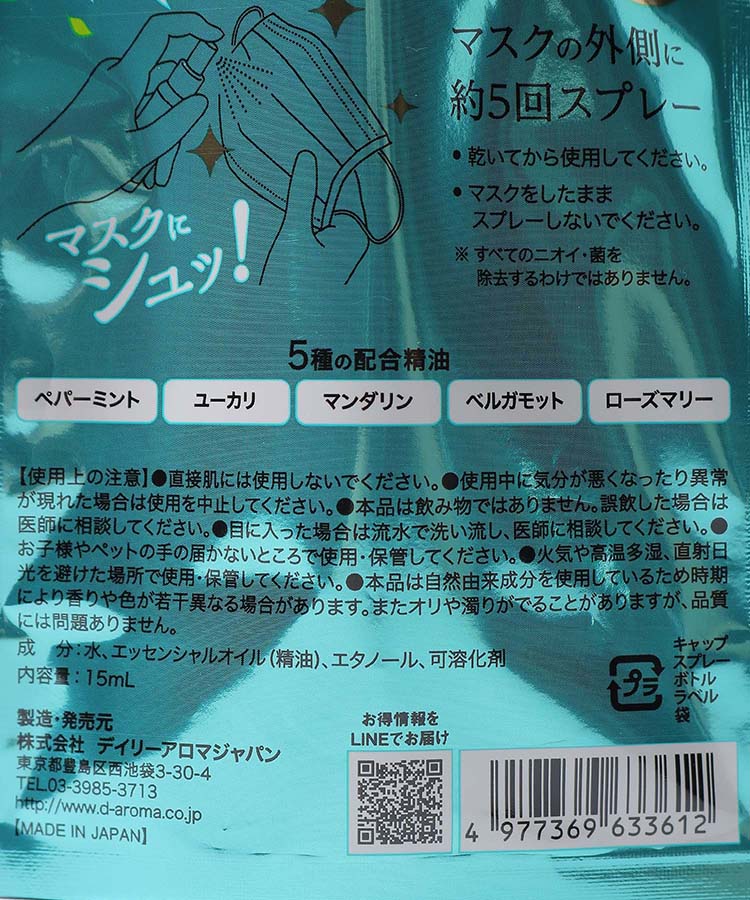 マスクの外側に
約5回スプレー
• 乾いてから使用してください。
• マスクをしたまま
スプレーしないでください。
※ すべてのニオイ・菌を
除去するわけではありません。
マスクに
シュッ!
5種の配合精油
ペパーミント
ユーカリ
マンダリン
ベルガモット
ローズマリー
【使用上の注意】●直接肌には使用しないでください。●使用中に気分が悪くなったり異常
が現れた場合は使用を中止してください。●本品は飲み物ではありません。誤飲した場合は
医師に相談してください。●目に入った場合は流水で洗い流し、医師に相談してください。●
お子様やペットの手の届かないところで使用・保管してください。●火気や高温多湿、直射日
光を避けた場所で使用・保管してください。●本品は自然由来成分を使用しているため時期
により香りや色が若干異なる場合があります。またオリや濁りがでることがありますが、品質
には問題ありません。
成 分:水、エッセンシャルオイル(精油)、エタノール、可溶化剤
内容量:15mL
プラ
キャップ
スプレー
ボトル
ラベル
袋
製造・発売元
株式会社 デイリーアロマジャパン
東京都豊島区西池袋3-30-4
TEL.03-3985-3713
http://www.d-aroma.co.jp
【MADE IN JAPAN】
お得情報を
LINEでお届け
4 977369 633612